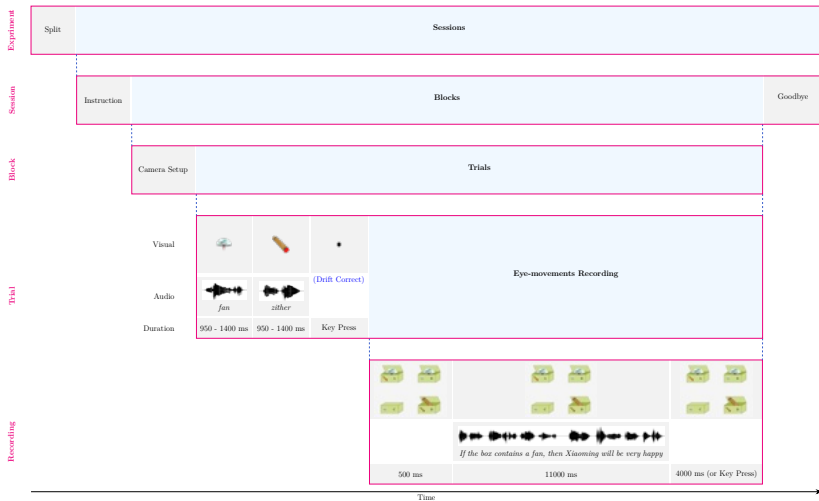 Expriment
Split
Sessions
Session
Instruction
Blocks
Goodbye
Block
Camera Setup
Trials
Trial
Visual
(Drift Correct)
Eye-movements Recording
Audio
fan
zither
Duration
950 - 1400 ms
950 - 1400 ms
Key Press
Recording
If the box contains a fan, then Xiaoming will be very happy
500 ms
11000 ms
4000 ms (or Key Press)
Time